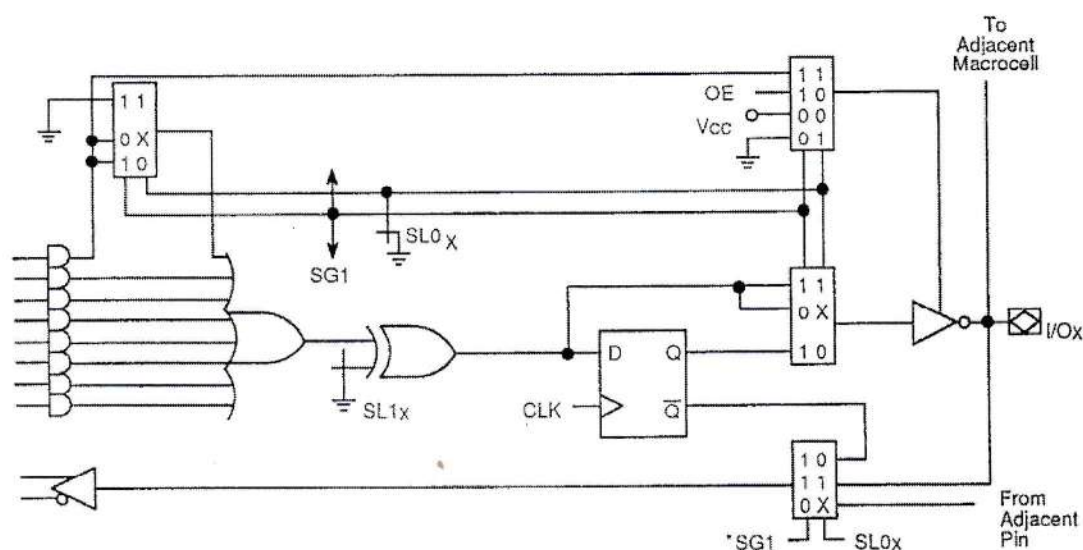 To
Adjacent
Macrocell
1 1
0 X
1 0
OE
Vcc
1 1
1 0
0 0
0 1
SL0X
SG1
1 1
0 X
1 0
I/OX
D Q
CLK Q̅
SL1X
1 0
1 1
0 X
*SG1 SL0X
From
Adjacent
Pin